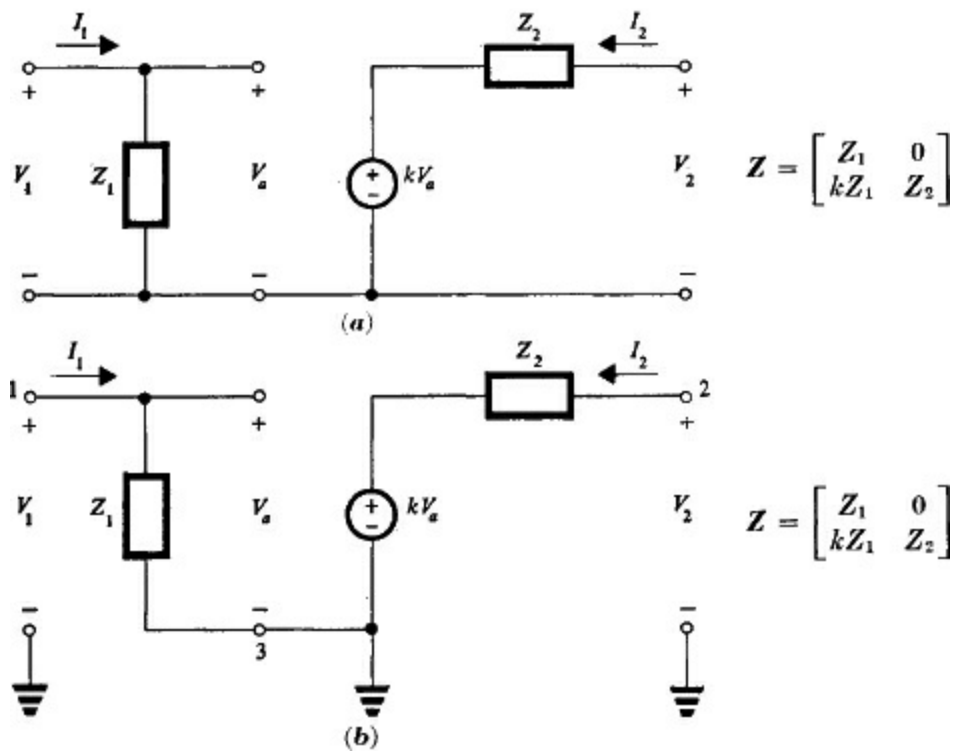 I₁ Z₂ I₂
+ + +
V₁ Z₁ Vₐ + − kVₐ V₂ Z = [Z₁ 0
kZ₁ Z₂]
− − −
(a)
I₁ Z₂ I₂
1 2
+ + +
V₁ Z₁ Vₐ + − kVₐ V₂ Z = [Z₁ 0
kZ₁ Z₂]
− − −
3
(b)